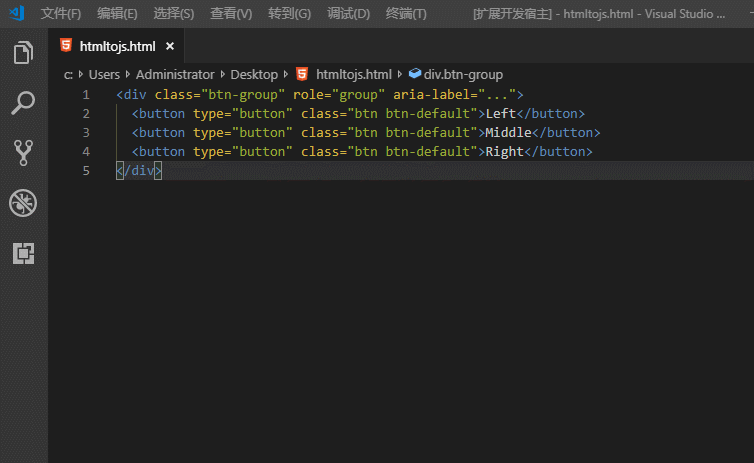 文件(F) 编辑(E) 选择(S) 查看(V) 转到(G) 调试(D) 终端(T) [扩展开发宿主] - htmltojs.html - Visual Studio ...
htmltojs.html ×
C: > Users > Administrator > Desktop > htmltojs.html > div.btn-group
1 <div class="btn-group" role="group" aria-label="...">
2 <button type="button" class="btn btn-default">Left</button>
3 <button type="button" class="btn btn-default">Middle</button>
4 <button type="button" class="btn btn-default">Right</button>
5 </div>